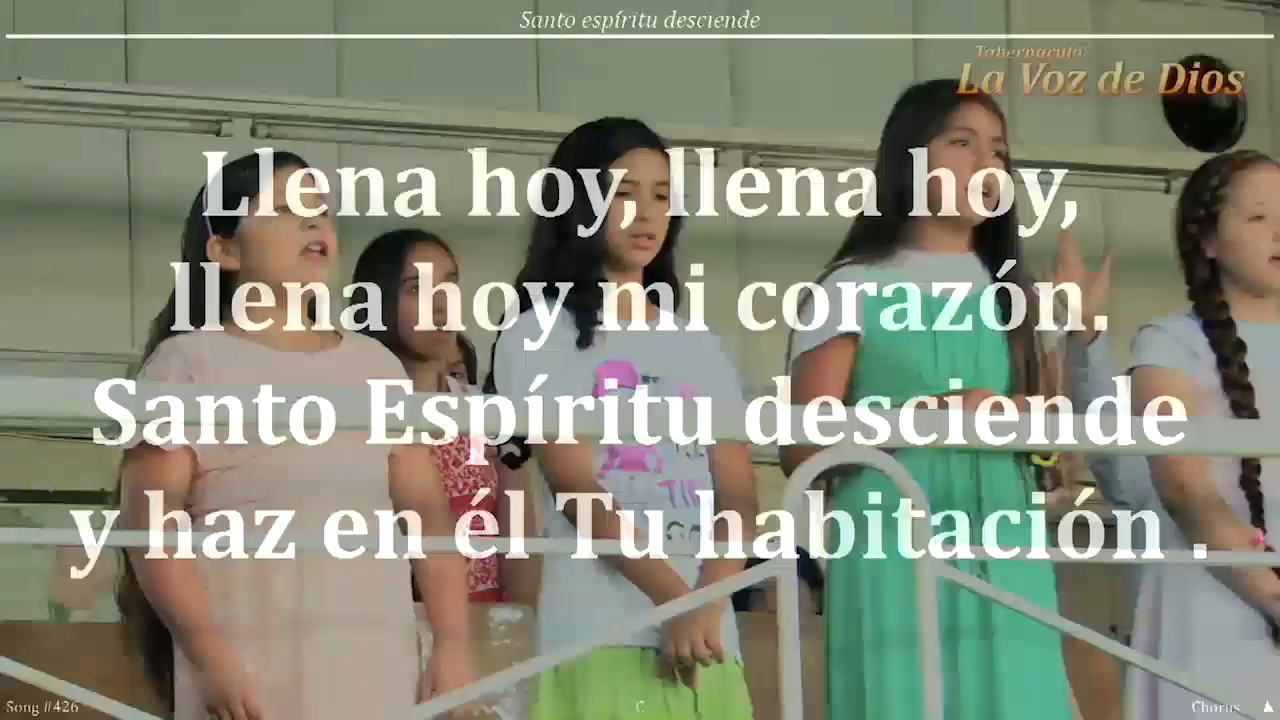 Santo espíritu desciende
Tabernaculo
La Voz de Dios
Llena hoy, llena hoy,
llena hoy mi corazón.
Santo Espíritu desciende
y haz en él Tu habitación .
Song #426
C
Chorus